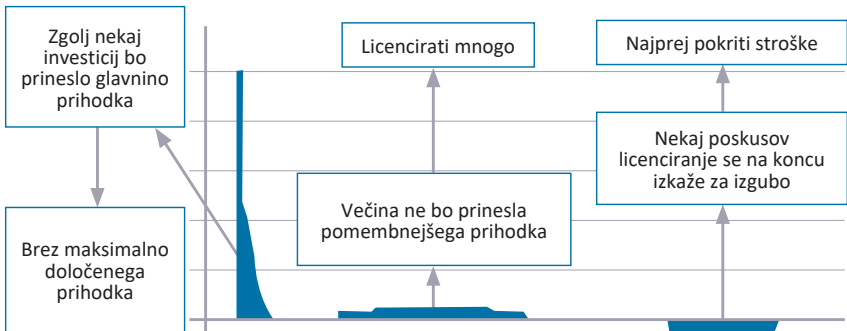 Zgolj nekaj
investicij bo
prineslo glavnino
prihodka
Licencirati mnogo
Najprej pokriti stroške
Nekaj poskusov
licenciranje se na koncu
izkaže za izgubo
Večina ne bo prinesla
pomembnejšega prihodka
Brez maksimalno
določenega
prihodka